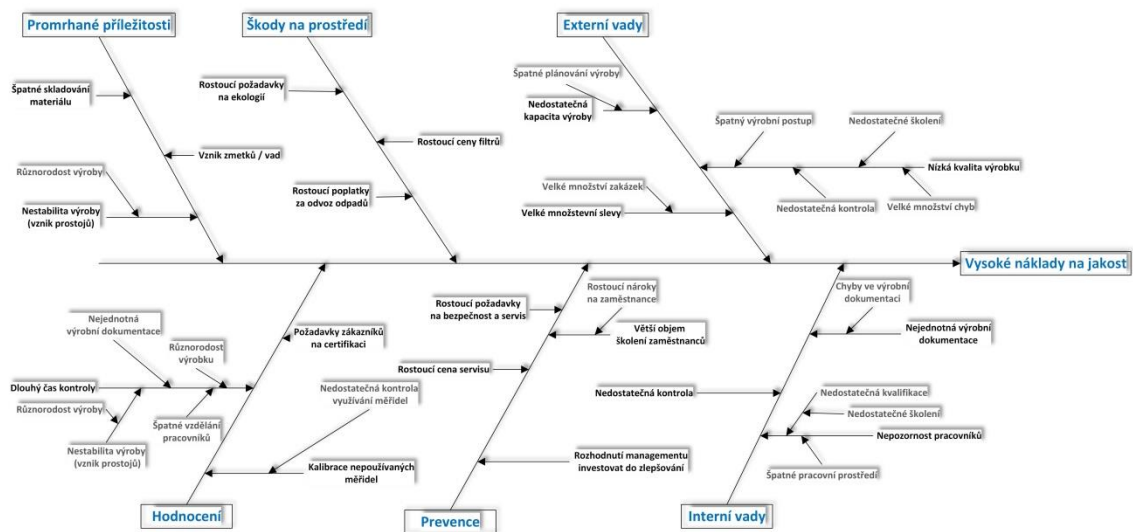 Promrhané příležitosti
Škody na prostředí
Externí vady
Špatné skladování
materiálu
Vznik zmetků / vad
Různorodost výroby
Nestabilita výroby
(vznik prostojů)
Rostoucí požadavky
na ekologií
Rostoucí ceny filtrů
Rostoucí poplatky
za odvoz odpadů
Špatné plánování výroby
Nedostatečná
kapacita výroby
Špatný výrobní postup
Nedostatečné školení
Nízká kvalita výrobku
Nedostatečná kontrola
Velké množství chyb
Velké množství zakázek
Velké množstevní slevy
Vysoké náklady na jakost
Nejednotná
výrobní dokumentace
Různorodost
výrobku
Dlouhý čas kontroly
Různorodost výroby
Špatné vzdělání
pracovníků
Nestabilita výroby
(vznik prostojů)
Požadavky zákazníků
na certifikaci
Nedostatečná kontrola
využívání měřidel
Kalibrace nepoužívaných
měřidel
Rostoucí požadavky
na bezpečnost a servis
Rostoucí nároky
na zaměstnance
Větší objem
školení zaměstnanců
Rostoucí cena servisu
Rozhodnutí managementu
investovat do zlepšování
Chyby ve výrobní
dokumentaci
Nejednotná výrobní
dokumentace
Nedostatečná kontrola
Nedostatečná kvalifikace
Nedostatečné školení
Nepozornost pracovníků
Špatné pracovní prostředí
Hodnocení
Prevence
Interní vady